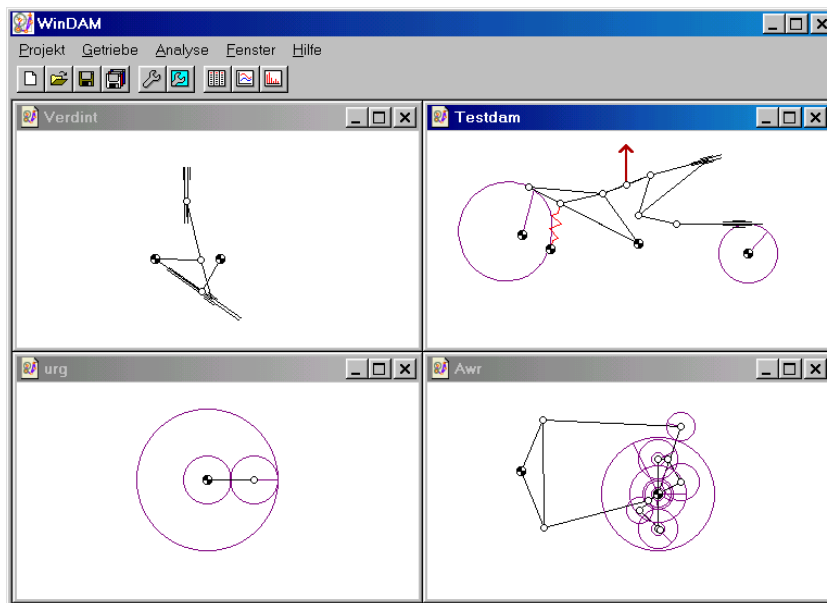 WinDAM
Projekt Getriebe Analyse Fenster Hilfe
Verdint
Testdam
urg
Awr